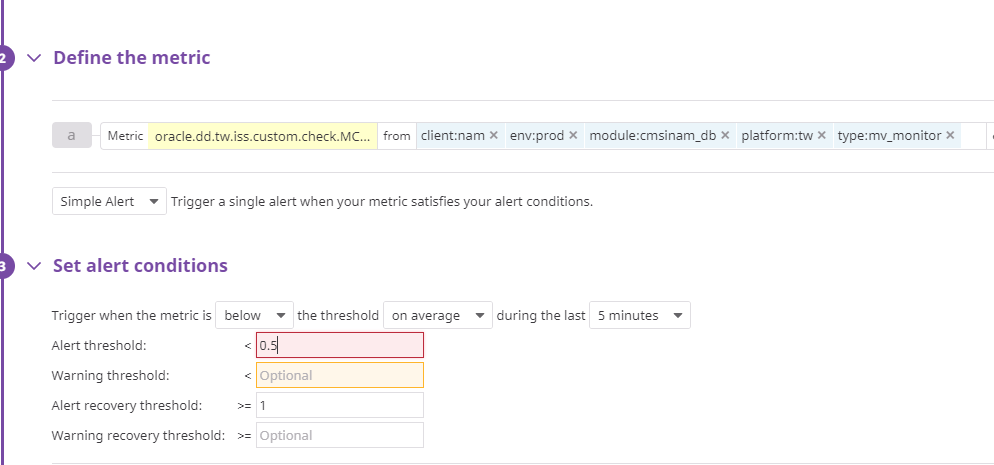 2 Define the metric
a Metric oracle.dd.tw.iss.custom.check.MC... from client:nam × env:prod × module:cmsinam_db × platform:tw × type:mv_monitor ×
Simple Alert Trigger a single alert when your metric satisfies your alert conditions.
3 Set alert conditions
Trigger when the metric is below the threshold on average during the last 5 minutes
Alert threshold: < 0.5
Warning threshold: < Optional
Alert recovery threshold: >= 1
Warning recovery threshold: >= Optional